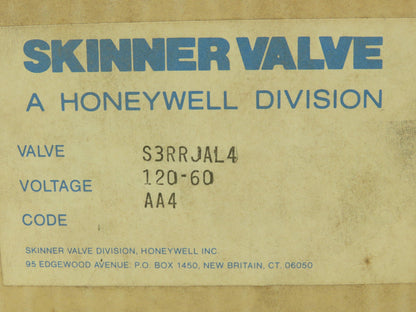 SKINNER VALVE
A HONEYWELL DIVISION
VALVE S3RRJAL4
VOLTAGE 120-60
CODE AA4
SKINNER VALVE DIVISION, HONEYWELL INC.
95 EDGEWOOD AVENUE. P.O. BOX 1450, NEW BRITAIN, CT. 06050